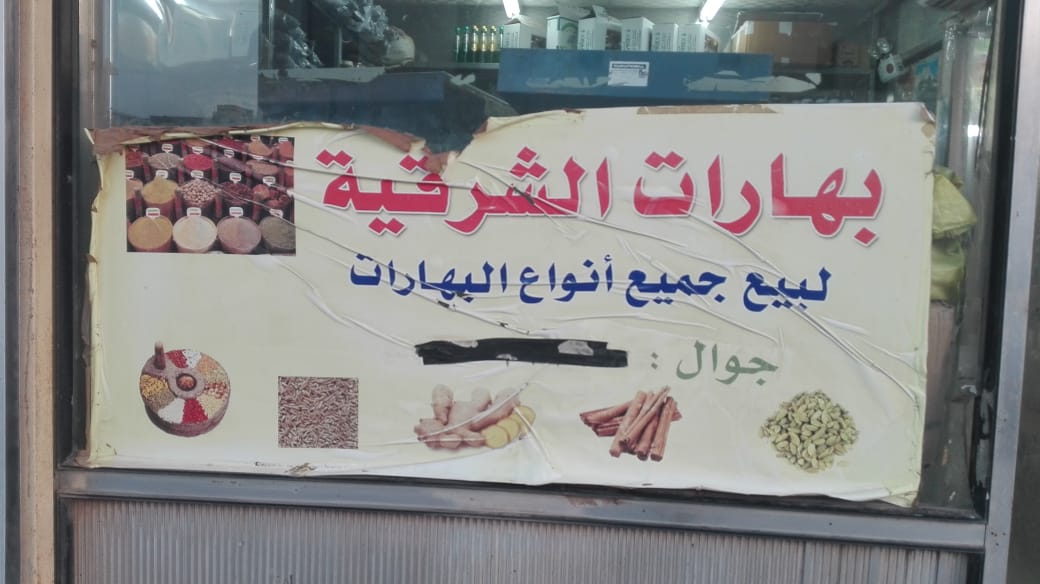 بهارات الشرقية
لبيع جميع أنواع البهارات
جوال :